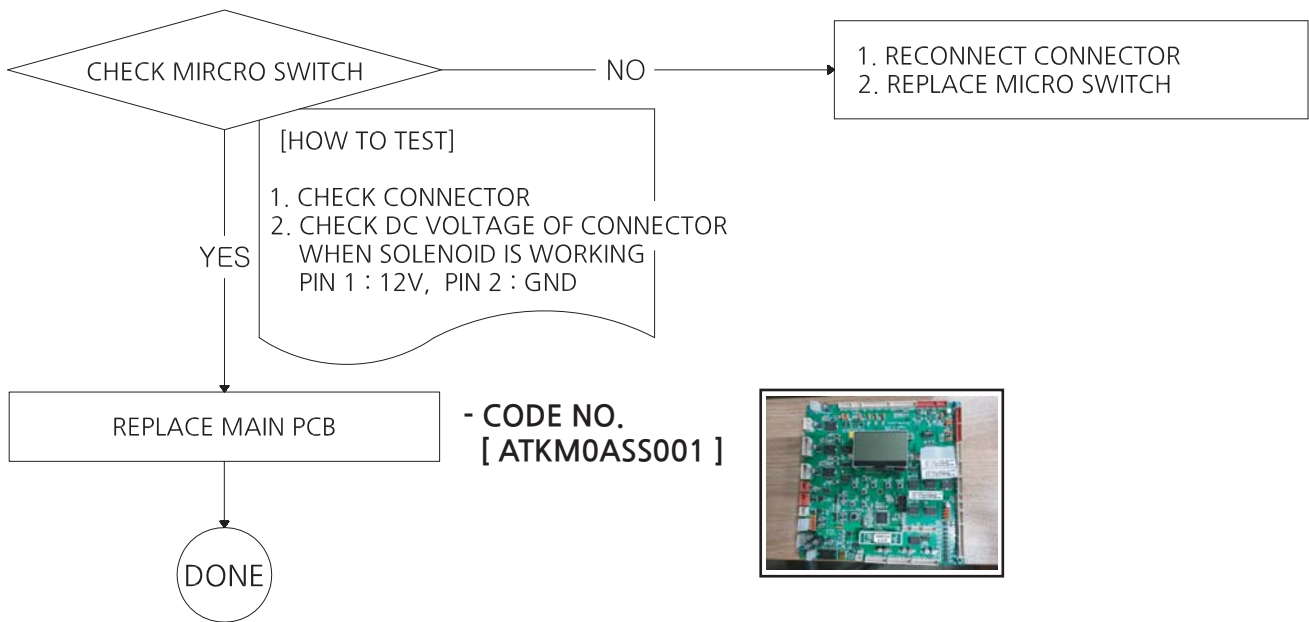 CHECK MIRCRO SWITCH
NO
1. RECONNECT CONNECTOR
2. REPLACE MICRO SWITCH
[HOW TO TEST]
1. CHECK CONNECTOR
2. CHECK DC VOLTAGE OF CONNECTOR
WHEN SOLENOID IS WORKING
PIN 1 : 12V, PIN 2 : GND
YES
REPLACE MAIN PCB
- CODE NO.
[ ATKM0ASS001 ]
DONE